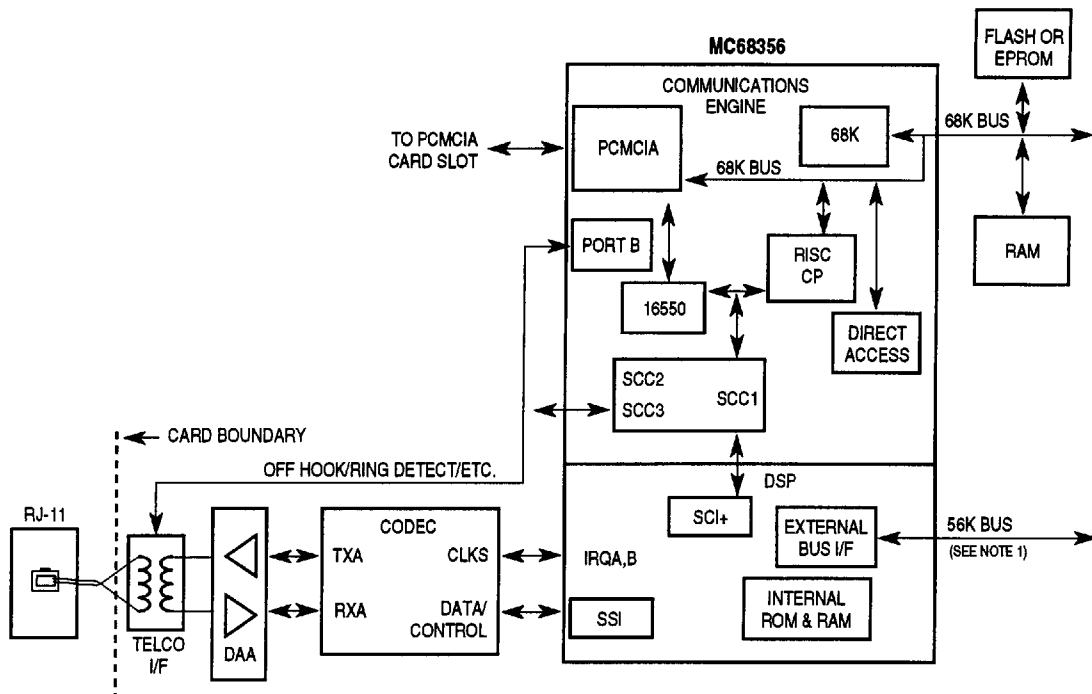 MC68356
FLASH OR
EPROM
COMMUNICATIONS
ENGINE
68K BUS
TO PCMCIA
CARD SLOT
PCMCIA
68K
68K BUS
PORT B
RISC
CP
RAM
16550
DIRECT
ACCESS
SCC2
SCC3
SCC1
CARD BOUNDARY
OFF HOOK/RING DETECT/ETC.
DSP
RJ-11
CODEC
SCI+
EXTERNAL
BUS I/F
56K BUS
(SEE NOTE 1)
TXA
CLKS
IRQA,B
RXA
DATA/
CONTROL
SSI
INTERNAL
ROM & RAM
TELCO
I/F
DAA